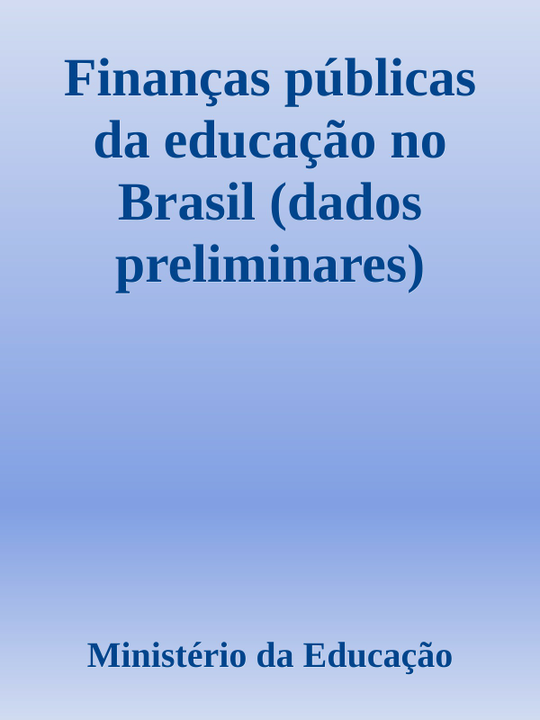 Finanças públicas
da educação no
Brasil (dados
preliminares)
Ministério da Educação